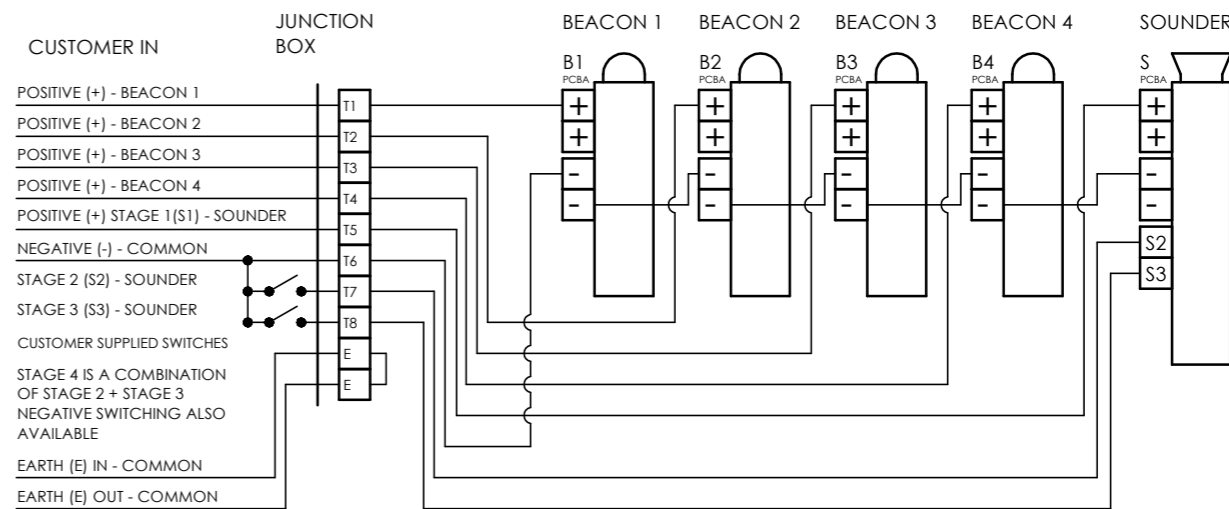 CUSTOMER IN
JUNCTION
BOX
BEACON 1
BEACON 2
BEACON 3
BEACON 4
SOUNDER
POSITIVE (+) - BEACON 1
POSITIVE (+) - BEACON 2
POSITIVE (+) - BEACON 3
POSITIVE (+) - BEACON 4
POSITIVE (+) STAGE 1(S1) - SOUNDER
NEGATIVE (-) - COMMON
STAGE 2 (S2) - SOUNDER
STAGE 3 (S3) - SOUNDER
CUSTOMER SUPPLIED SWITCHES
STAGE 4 IS A COMBINATION
OF STAGE 2 + STAGE 3
NEGATIVE SWITCHING ALSO
AVAILABLE
EARTH (E) IN - COMMON
EARTH (E) OUT - COMMON
T1
T2
T3
T4
T5
T6
T7
T8
E
E
B1
PCBA
+
+
-
-
B2
PCBA
+
+
-
-
B3
PCBA
+
+
-
-
B4
PCBA
+
+
-
-
S
PCBA
+
+
-
-
S2
S3